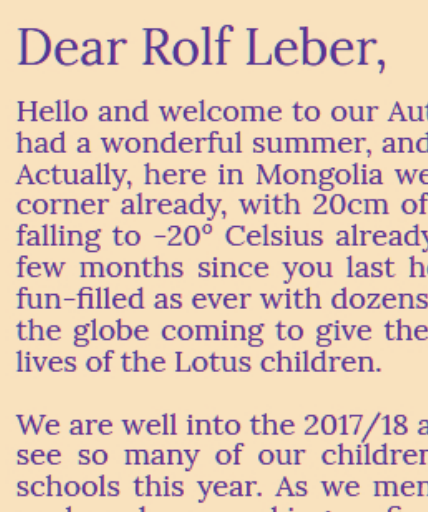 Dear Rolf Leber,
Hello and welcome to our Aut
had a wonderful summer, and
Actually, here in Mongolia we
corner already, with 20cm of
falling to -20° Celsius already
few months since you last h
fun-filled as ever with dozens
the globe coming to give the
lives of the Lotus children.
We are well into the 2017/18 a
see so many of our children
schools this year. As we men